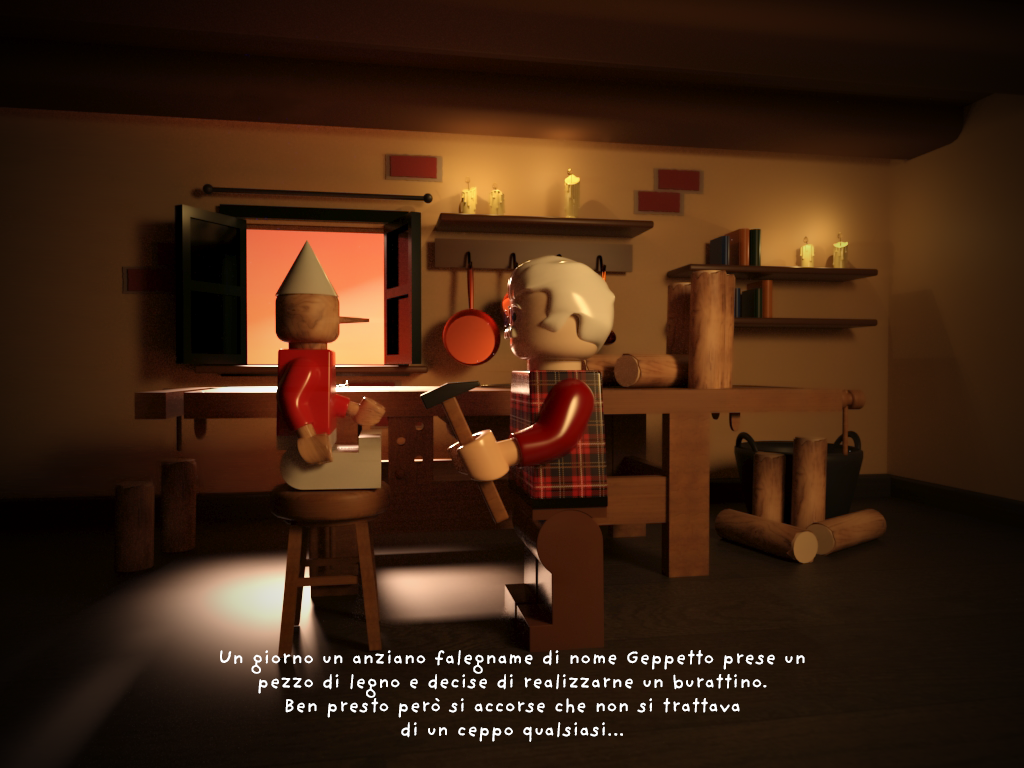 Un giorno un anziano falegname di nome Geppetto prese un
pezzo di legno e decise di realizzarne un burattino.
Ben presto però si accorse che non si trattava
di un ceppo qualsiasi...